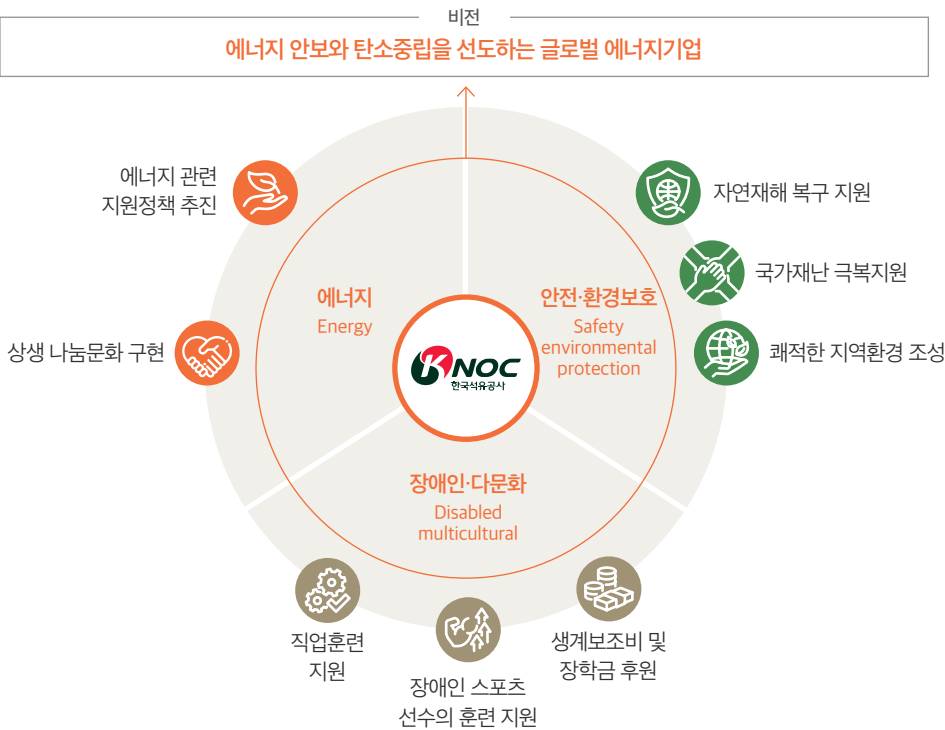 비전
에너지 안보와 탄소중립을 선도하는 글로벌 에너지기업
에너지 관련
지원정책 추진
상생 나눔문화 구현
에너지
Energy
안전·환경보호
Safety
environmental
protection
자연재해 복구 지원
국가재난 극복지원
쾌적한 지역환경 조성
KNOC
한국석유공사
장애인·다문화
Disabled
multicultural
직업훈련
지원
장애인 스포츠
선수의 훈련 지원
생계보조비 및
장학금 후원